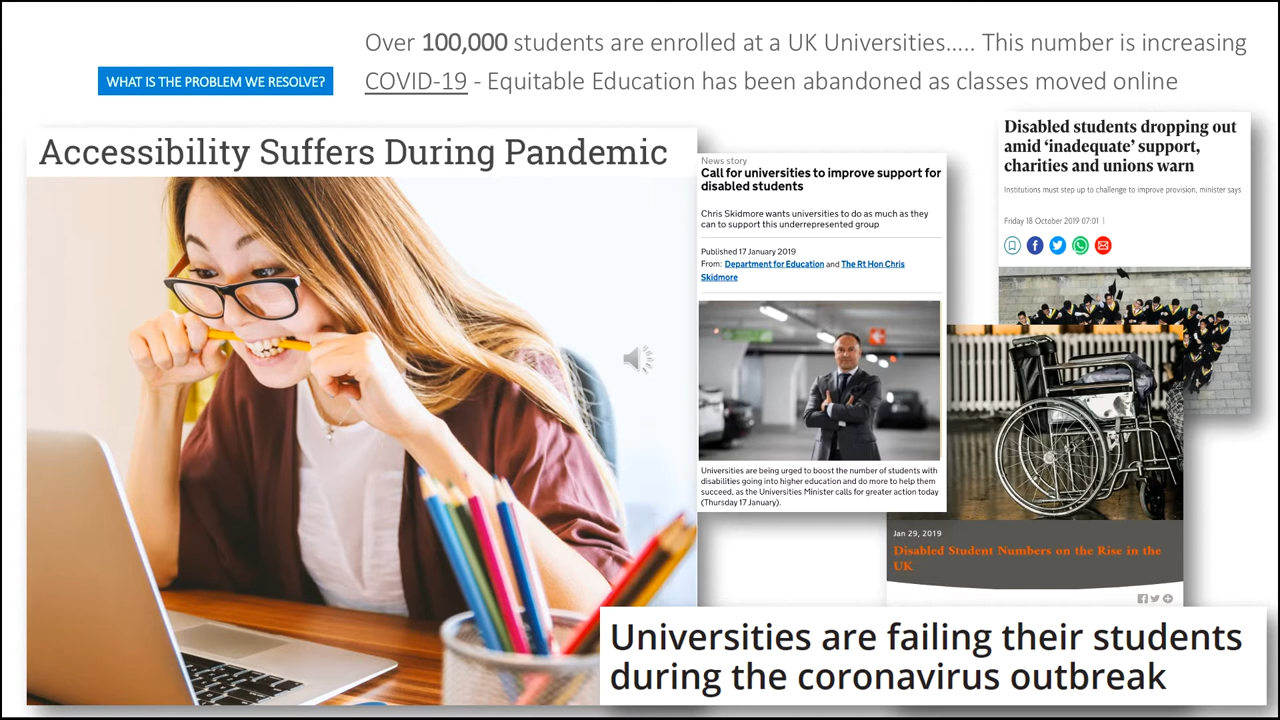 Over 100,000 students are enrolled at a UK Universities..... This number is increasing
WHAT IS THE PROBLEM WE RESOLVE?
COVID-19 - Equitable Education has been abandoned as classes moved online
Accessibility Suffers During Pandemic
News story
Call for universities to improve support for
disabled students
Chris Skidmore wants universities to do as much as they
can to support this underrepresented group
Published 17 January 2019
From: Department for Education and The Rt Hon Chris
Skidmore
Universities are being urged to boost the number of students with
disabilities going into higher education and do more to help them
succeed, as the Universities Minister calls for greater action today
(Thursday 17 January).
Disabled students dropping out
amid ‘inadequate’ support,
charities and unions warn
Institutions must step up to challenge to improve provision, minister says
Friday 18 October 2019 07:01
Jan 29, 2019
Disabled Student Numbers on the Rise in the
UK
Universities are failing their students
during the coronavirus outbreak